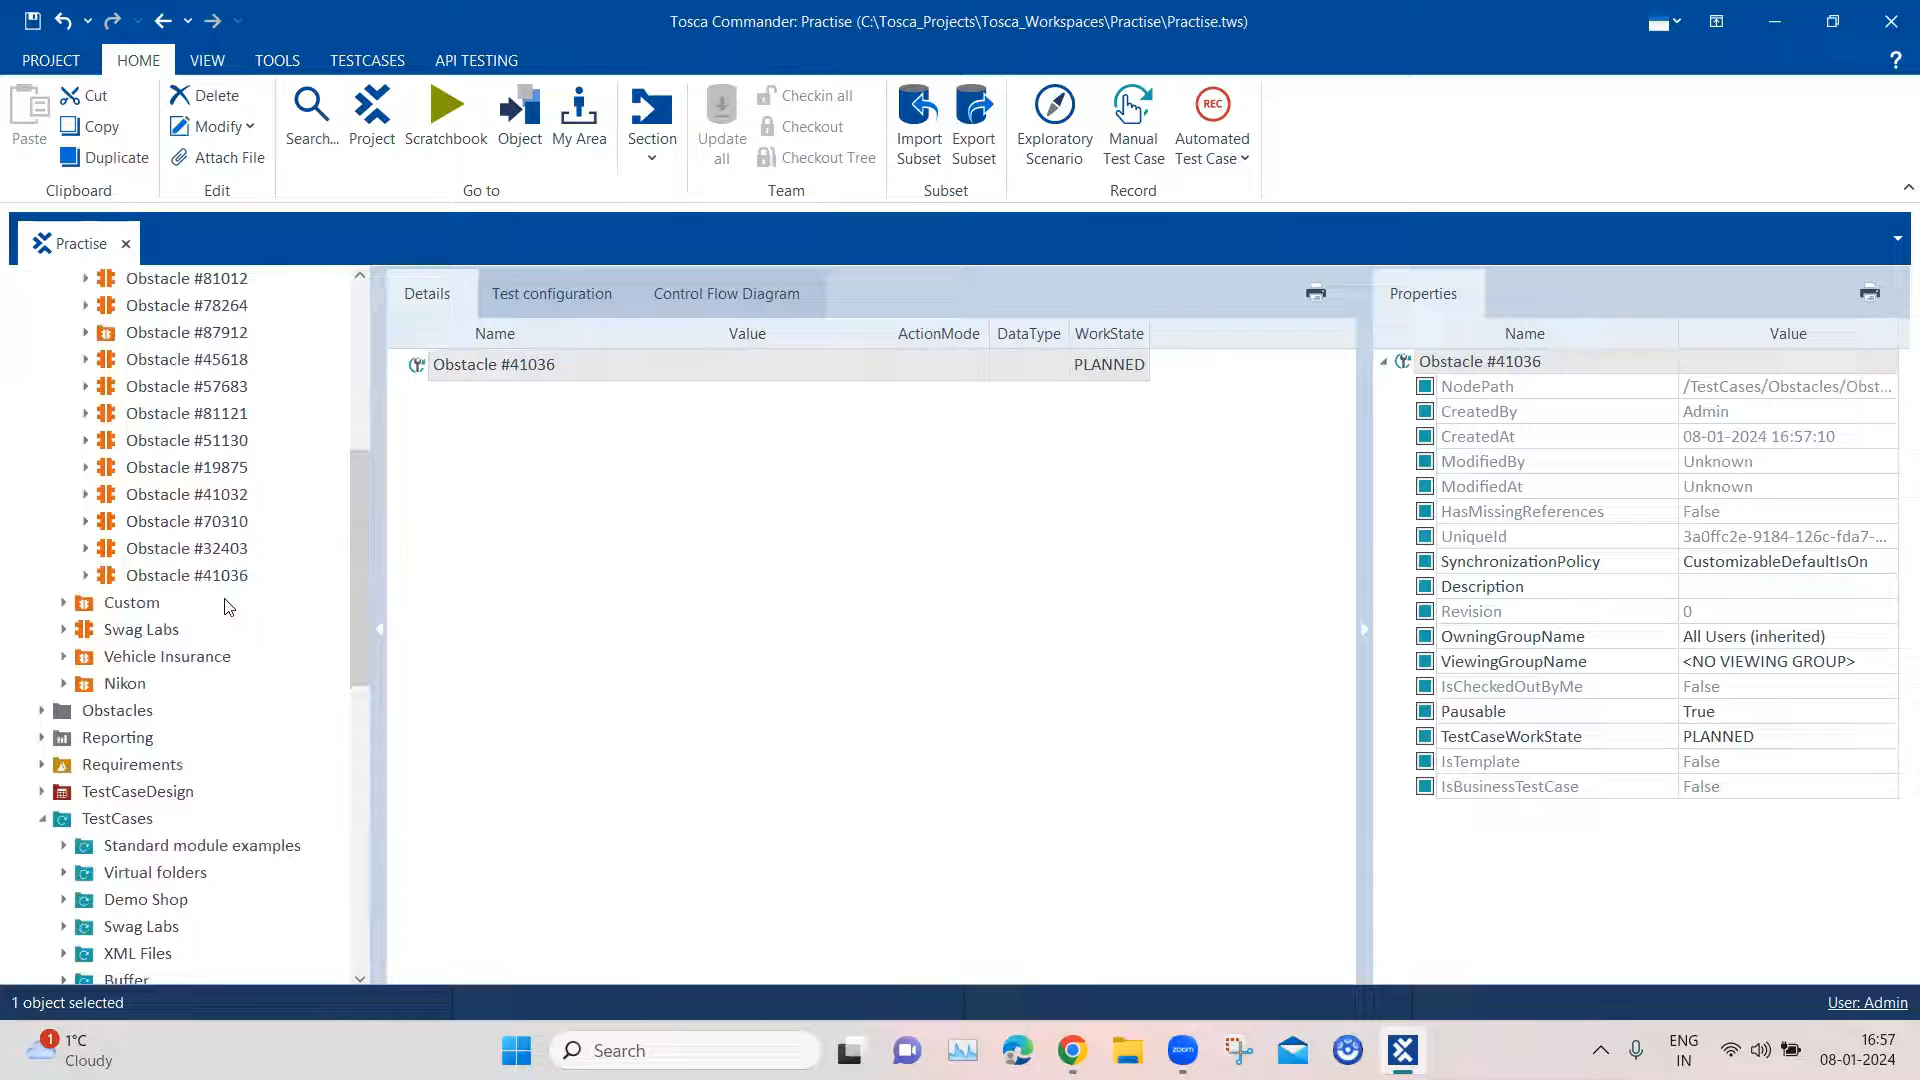 Tosca Commander: Practise (C:\Tosca_Projects\Tosca_Workspaces\Practise\Practise.tws)
PROJECT HOME VIEW TOOLS TESTCASES API TESTING ?
Paste Cut Copy Duplicate Clipboard
Delete Modify Attach File Edit
Search... Project Scratchbook Object My Area Section Go to
Update all Checkin all Checkout Checkout Tree Team
Import Subset Export Subset Subset
Exploratory Scenario Manual Test Case REC Automated Test Case Record
Practise
Obstacle #81012
Obstacle #78264
Obstacle #87912
Obstacle #45618
Obstacle #57683
Obstacle #81121
Obstacle #51130
Obstacle #19875
Obstacle #41032
Obstacle #70310
Obstacle #32403
Obstacle #41036
Custom
Swag Labs
Vehicle Insurance
Nikon
Obstacles
Reporting
Requirements
TestCaseDesign
TestCases
Standard module examples
Virtual folders
Demo Shop
Swag Labs
XML Files
Buffer
Details Test configuration Control Flow Diagram
Name Value ActionMode DataType WorkState
Obstacle #41036 PLANNED
Properties
Name Value
Obstacle #41036
NodePath /TestCases/Obstacles/Obst...
CreatedBy Admin
CreatedAt 08-01-2024 16:57:10
ModifiedBy Unknown
ModifiedAt Unknown
HasMissingReferences False
UniqueId 3a0ffc2e-9184-126c-fda7-...
SynchronizationPolicy CustomizableDefaultIsOn
Description
Revision 0
OwningGroupName All Users (inherited)
ViewingGroupName <NO VIEWING GROUP>
IsCheckedOutByMe False
Pausable True
TestCaseWorkState PLANNED
IsTemplate False
IsBusinessTestCase False
1 object selected User: Admin
1 1°C
Cloudy
Search
zoom
ENG
IN
16:57
08-01-2024